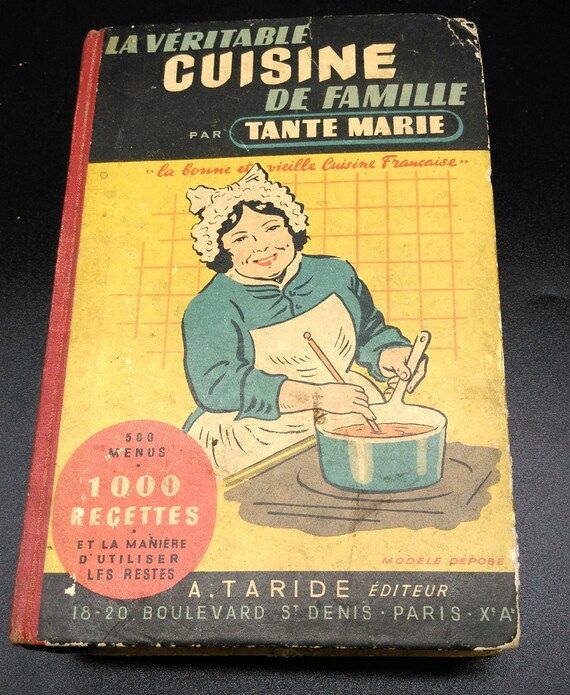 LA VÉRITABLE
CUISINE
DE FAMILLE
PAR TANTE MARIE
"la bonne et vieille Cuisine Française"
500
MENUS
1000
RECETTES
ET LA MANIÈRE
D'UTILISER
LES RESTES
MODÈLE DÉPOSÉ
A. TARIDE ÉDITEUR
18-20, BOULEVARD ST DENIS - PARIS - Xe Ar